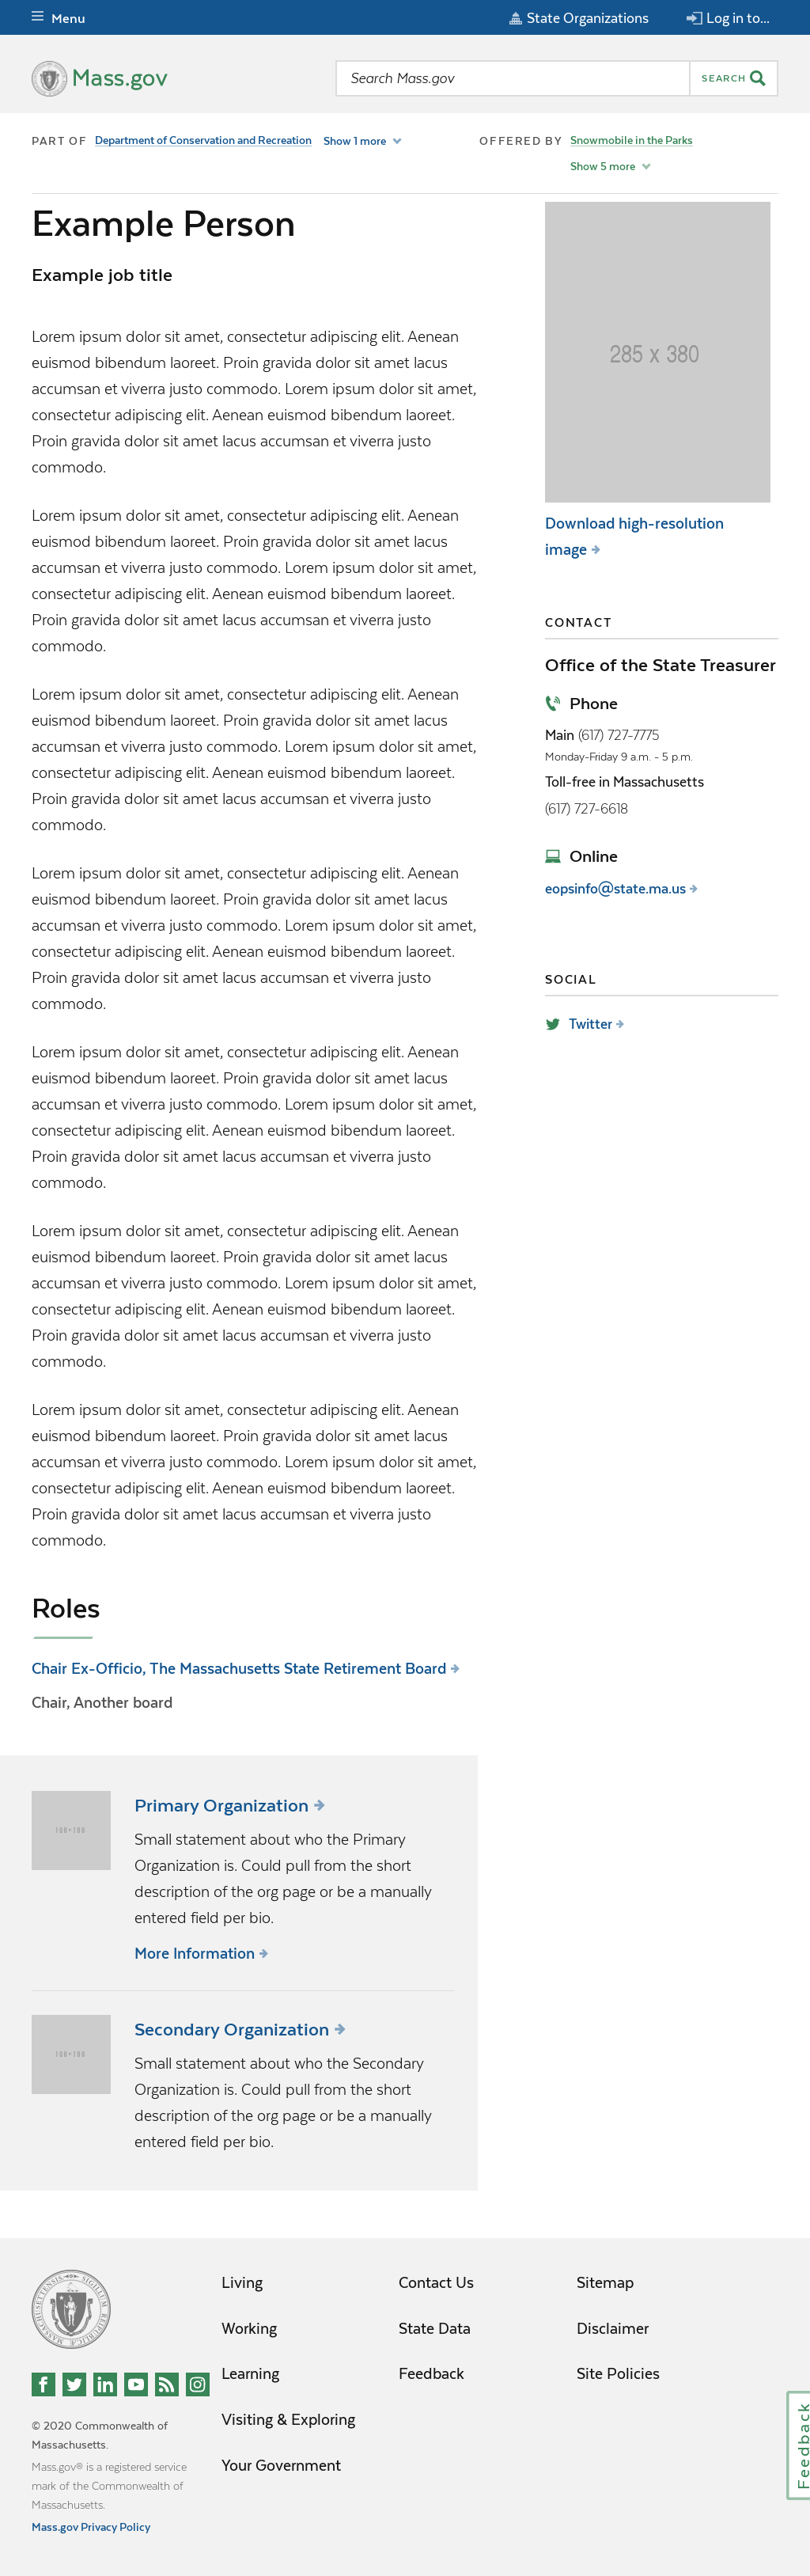 Menu
State Organizations
Log in to...
Mass.gov
Search Mass.gov
SEARCH
PART OF Department of Conservation and Recreation Show 1 more
OFFERED BY Snowmobile in the Parks
Show 5 more
Example Person
Example job title
Lorem ipsum dolor sit amet, consectetur adipiscing elit. Aenean
euismod bibendum laoreet. Proin gravida dolor sit amet lacus
accumsan et viverra justo commodo. Lorem ipsum dolor sit amet,
consectetur adipiscing elit. Aenean euismod bibendum laoreet.
Proin gravida dolor sit amet lacus accumsan et viverra justo
commodo.
Lorem ipsum dolor sit amet, consectetur adipiscing elit. Aenean
euismod bibendum laoreet. Proin gravida dolor sit amet lacus
accumsan et viverra justo commodo. Lorem ipsum dolor sit amet,
consectetur adipiscing elit. Aenean euismod bibendum laoreet.
Proin gravida dolor sit amet lacus accumsan et viverra justo
commodo.
Lorem ipsum dolor sit amet, consectetur adipiscing elit. Aenean
euismod bibendum laoreet. Proin gravida dolor sit amet lacus
accumsan et viverra justo commodo. Lorem ipsum dolor sit amet,
consectetur adipiscing elit. Aenean euismod bibendum laoreet.
Proin gravida dolor sit amet lacus accumsan et viverra justo
commodo.
Lorem ipsum dolor sit amet, consectetur adipiscing elit. Aenean
euismod bibendum laoreet. Proin gravida dolor sit amet lacus
accumsan et viverra justo commodo. Lorem ipsum dolor sit amet,
consectetur adipiscing elit. Aenean euismod bibendum laoreet.
Proin gravida dolor sit amet lacus accumsan et viverra justo
commodo.
Lorem ipsum dolor sit amet, consectetur adipiscing elit. Aenean
euismod bibendum laoreet. Proin gravida dolor sit amet lacus
accumsan et viverra justo commodo. Lorem ipsum dolor sit amet,
consectetur adipiscing elit. Aenean euismod bibendum laoreet.
Proin gravida dolor sit amet lacus accumsan et viverra justo
commodo.
Lorem ipsum dolor sit amet, consectetur adipiscing elit. Aenean
euismod bibendum laoreet. Proin gravida dolor sit amet lacus
accumsan et viverra justo commodo. Lorem ipsum dolor sit amet,
consectetur adipiscing elit. Aenean euismod bibendum laoreet.
Proin gravida dolor sit amet lacus accumsan et viverra justo
commodo.
Lorem ipsum dolor sit amet, consectetur adipiscing elit. Aenean
euismod bibendum laoreet. Proin gravida dolor sit amet lacus
accumsan et viverra justo commodo. Lorem ipsum dolor sit amet,
consectetur adipiscing elit. Aenean euismod bibendum laoreet.
Proin gravida dolor sit amet lacus accumsan et viverra justo
commodo.
285 x 380
Download high-resolution
image
CONTACT
Office of the State Treasurer
Phone
Main (617) 727-7775
Monday-Friday 9 a.m. - 5 p.m.
Toll-free in Massachusetts
(617) 727-6618
Online
eopsinfo@state.ma.us
SOCIAL
Twitter
Roles
Chair Ex-Officio, The Massachusetts State Retirement Board
Chair, Another board
Primary Organization
Small statement about who the Primary
Organization is. Could pull from the short
description of the org page or be a manually
entered field per bio.
More Information
Secondary Organization
Small statement about who the Secondary
Organization is. Could pull from the short
description of the org page or be a manually
entered field per bio.
© 2020 Commonwealth of
Massachusetts.
Mass.gov® is a registered service
mark of the Commonwealth of
Massachusetts.
Mass.gov Privacy Policy
Living
Working
Learning
Visiting & Exploring
Your Government
Contact Us
State Data
Feedback
Sitemap
Disclaimer
Site Policies
Feedback